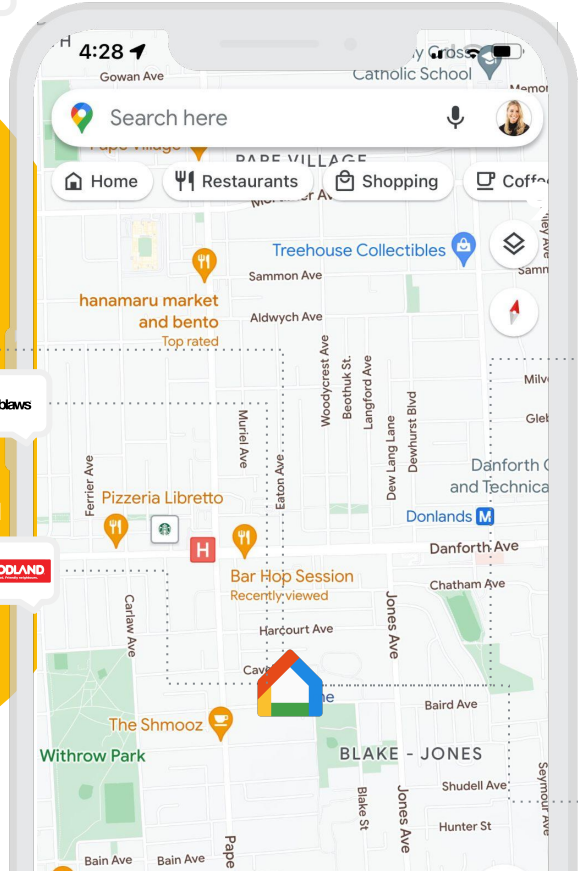 H
4:28
Gowan Ave
Catholic School
Search here
PAPE VILLAGE
Home
Restaurants
Shopping
Treehouse Collectibles
Sammon Ave
hanamaru market
and bento
Top rated
Aldwych Ave
Woodycrest Ave
Beothuk St.
Langford Ave
Dewhurst Blvd
Dew Lang Lane
Muriel Ave
Eaton Ave
Ferrier Ave
Danforth
and Technica
Pizzeria Libretto
Donlands M
H
Danforth Ave
Bar Hop Session
Recently viewed
Chatham Ave
Carlaw Ave
Jones Ave
Harcourt Ave
Baird Ave
The Shmooz
Withrow Park
BLAKE - JONES
Shudell Ave
Seymour Ave
Blake St
Jones Ave
Hunter St
Pape
Bain Ave
Bain Ave